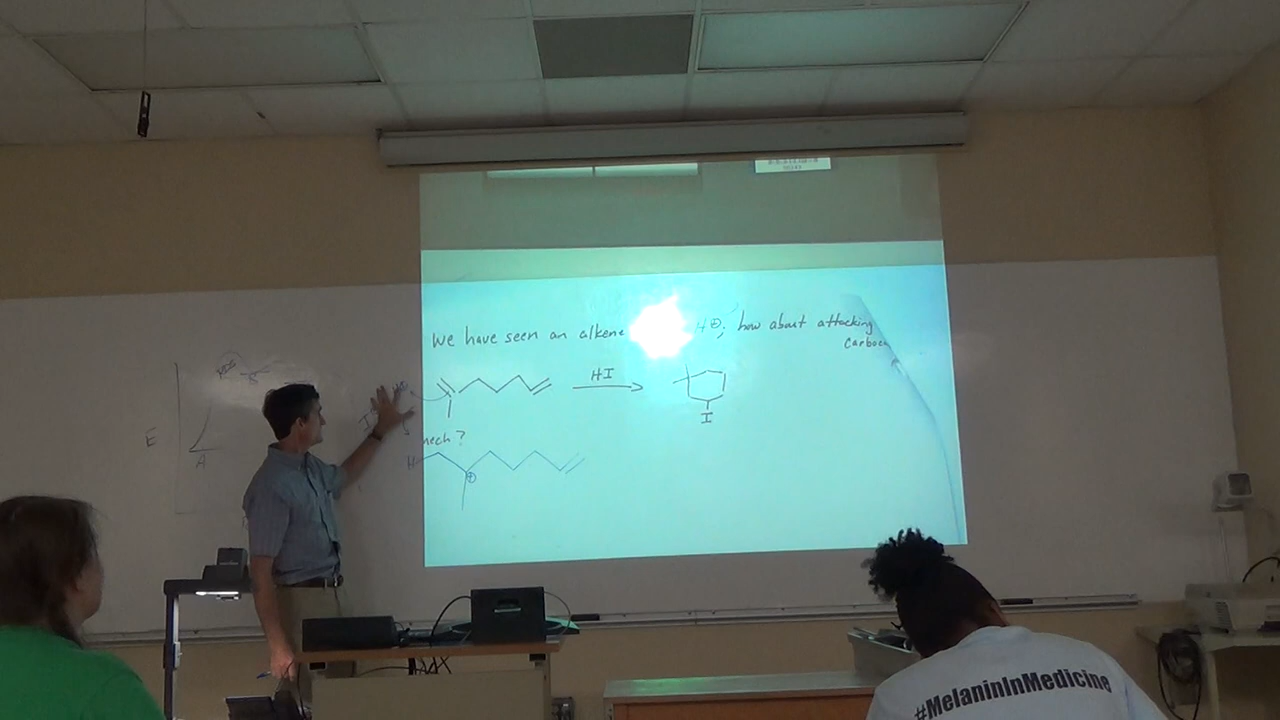 We have seen an alkene H⊕; how about attacking
carboc
HI
I
mech?
H
⊕
E
A
#MelanInInMedicine